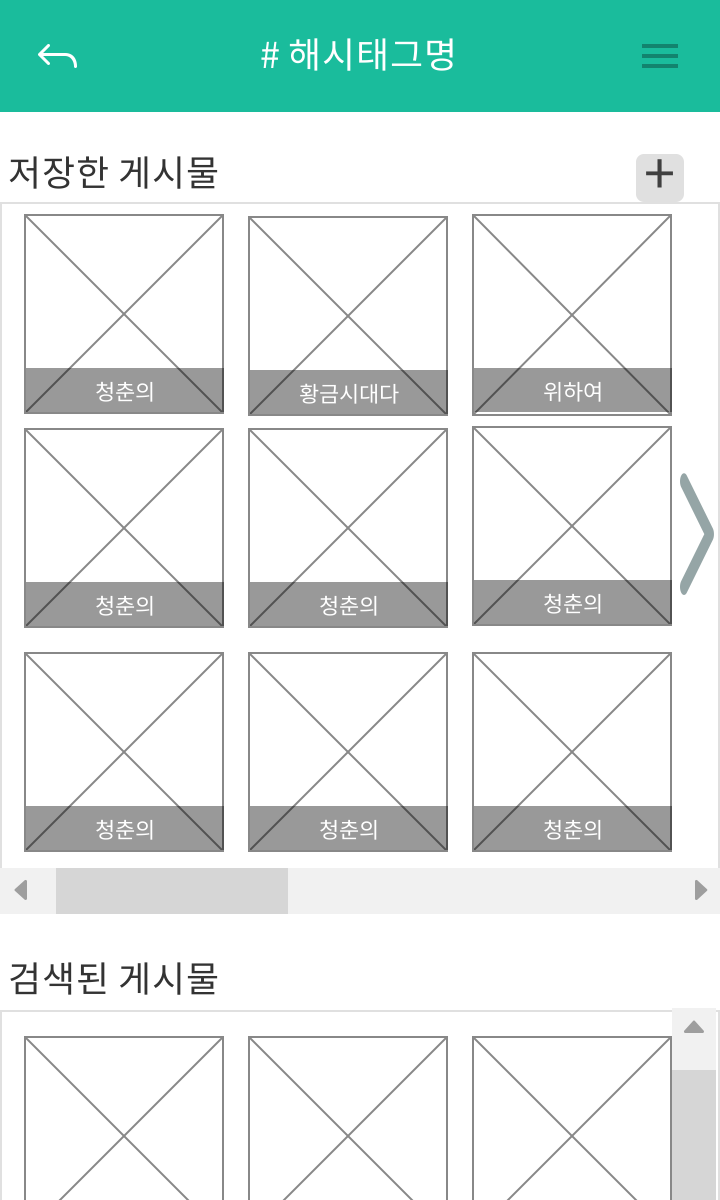 # 해시태그명
저장한 게시물
+
청춘의 황금시대다 위하여
청춘의 청춘의 청춘의
청춘의 청춘의 청춘의
검색된 게시물